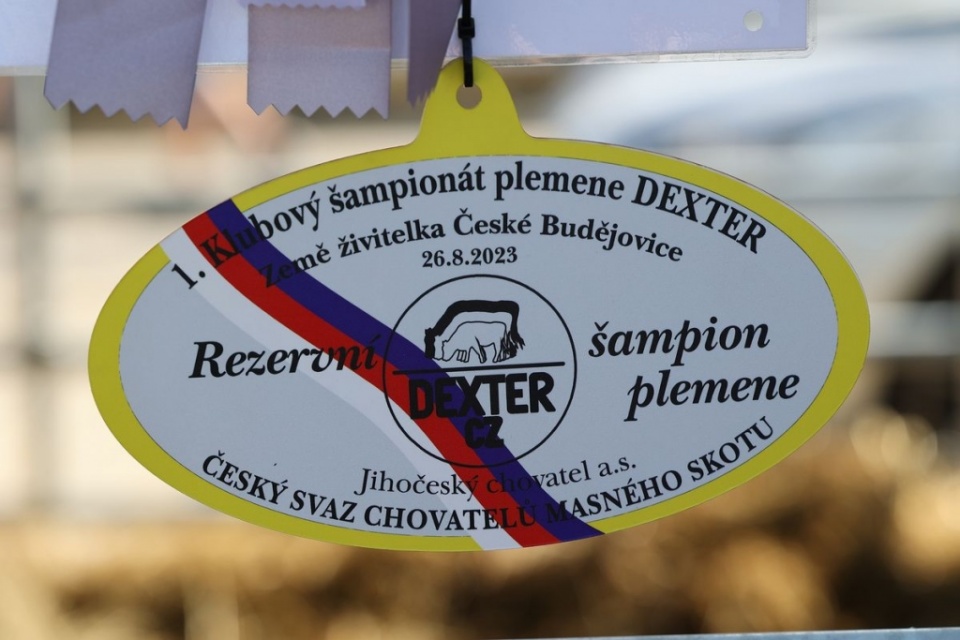 1. Klubový šampionát plemene DEXTER
Země živitelka České Budějovice
26.8.2023
Rezervní šampion
plemene
DEXTER
CZ
Jihočeský chovatel a.s.
ČESKÝ SVAZ CHOVATELŮ MASNÉHO SKOTU